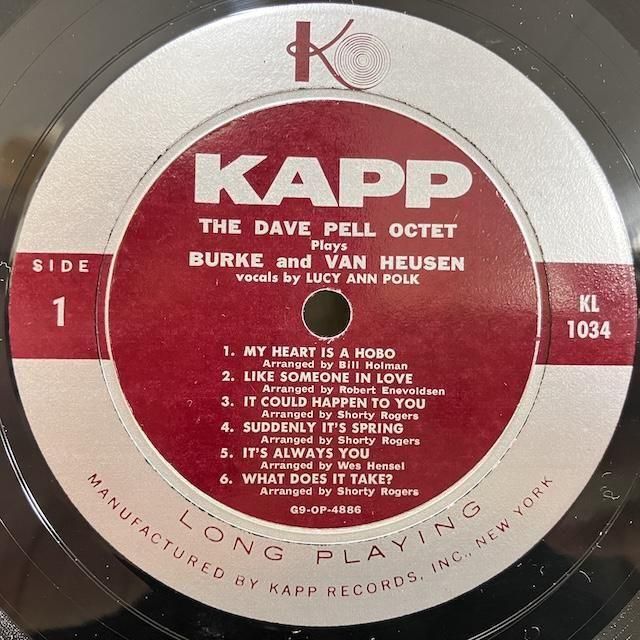 K
KAPP
THE DAVE PELL OCTET
Plays
BURKE and VAN HEUSEN
vocals by LUCY ANN POLK
SIDE
1
KL
1034
1. MY HEART IS A HOBO
Arranged by Bill Holman
2. LIKE SOMEONE IN LOVE
Arranged by Robert Enevoldsen
3. IT COULD HAPPEN TO YOU
Arranged by Shorty Rogers
4. SUDDENLY IT'S SPRING
Arranged by Shorty Rogers
5. IT'S ALWAYS YOU
Arranged by Wes Hensel
6. WHAT DOES IT TAKE?
Arranged by Shorty Rogers
G9-OP-4886
LONG PLAYING
MANUFACTURED BY KAPP RECORDS, INC., NEW YORK